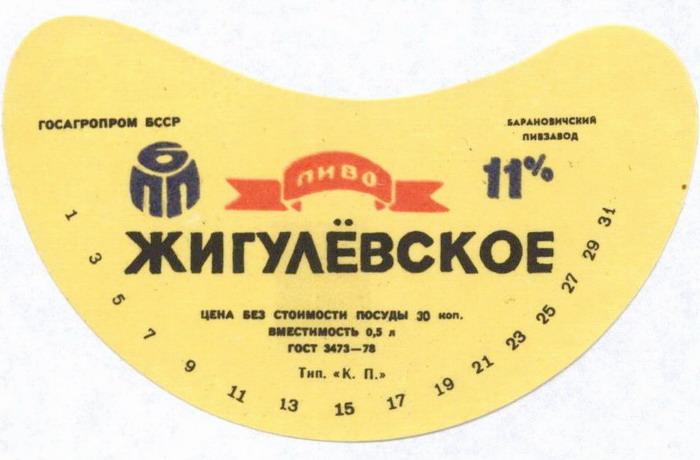 ГОСАГРОПРОМ БССР
БАРАНОВИЧСКИЙ
ПИВЗАВОД
б
ПП
ПИВО
11%
ЖИГУЛЁВСКОЕ
ЦЕНА БЕЗ СТОИМОСТИ ПОСУДЫ 30 коп.
ВМЕСТИМОСТЬ 0,5 л
ГОСТ 3473—78
Тип. «К. П.»
1 3 5 7 9 11 13 15 17 19 21 23 25 27 29 31